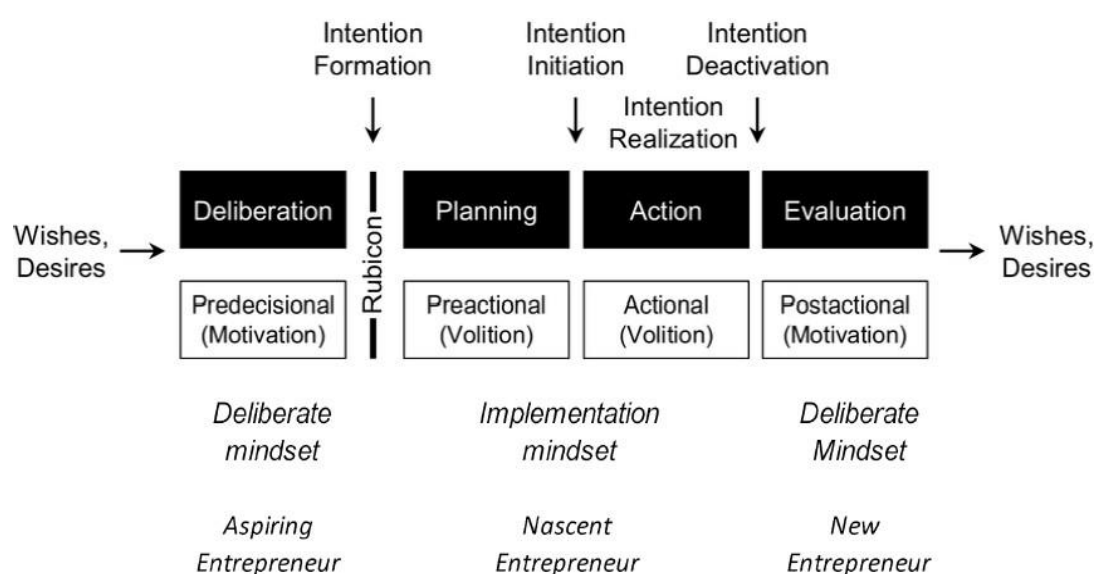 Intention
Formation
Intention
Initiation
Intention
Deactivation
Intention
Realization
Wishes,
Desires
Deliberation
Rubicon
Planning
Action
Evaluation
Wishes,
Desires
Predecisional
(Motivation)
Preactional
(Volition)
Actional
(Volition)
Postactional
(Motivation)
Deliberate
mindset
Implementation
mindset
Deliberate
Mindset
Aspiring
Entrepreneur
Nascent
Entrepreneur
New
Entrepreneur